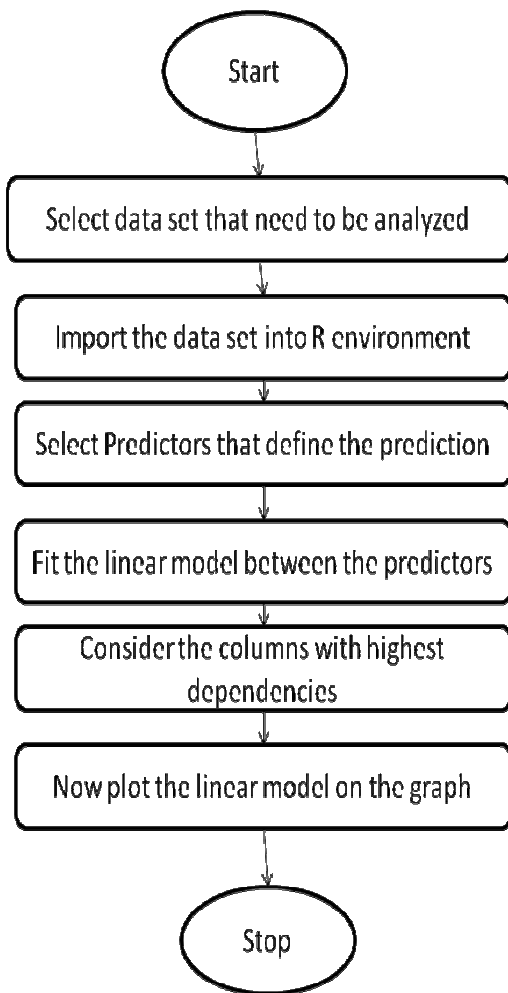 Start
Select data set that need to be analyzed
Import the data set into R environment
Select Predictors that define the prediction
Fit the linear model between the predictors
Consider the columns with highest
dependencies
Now plot the linear model on the graph
Stop